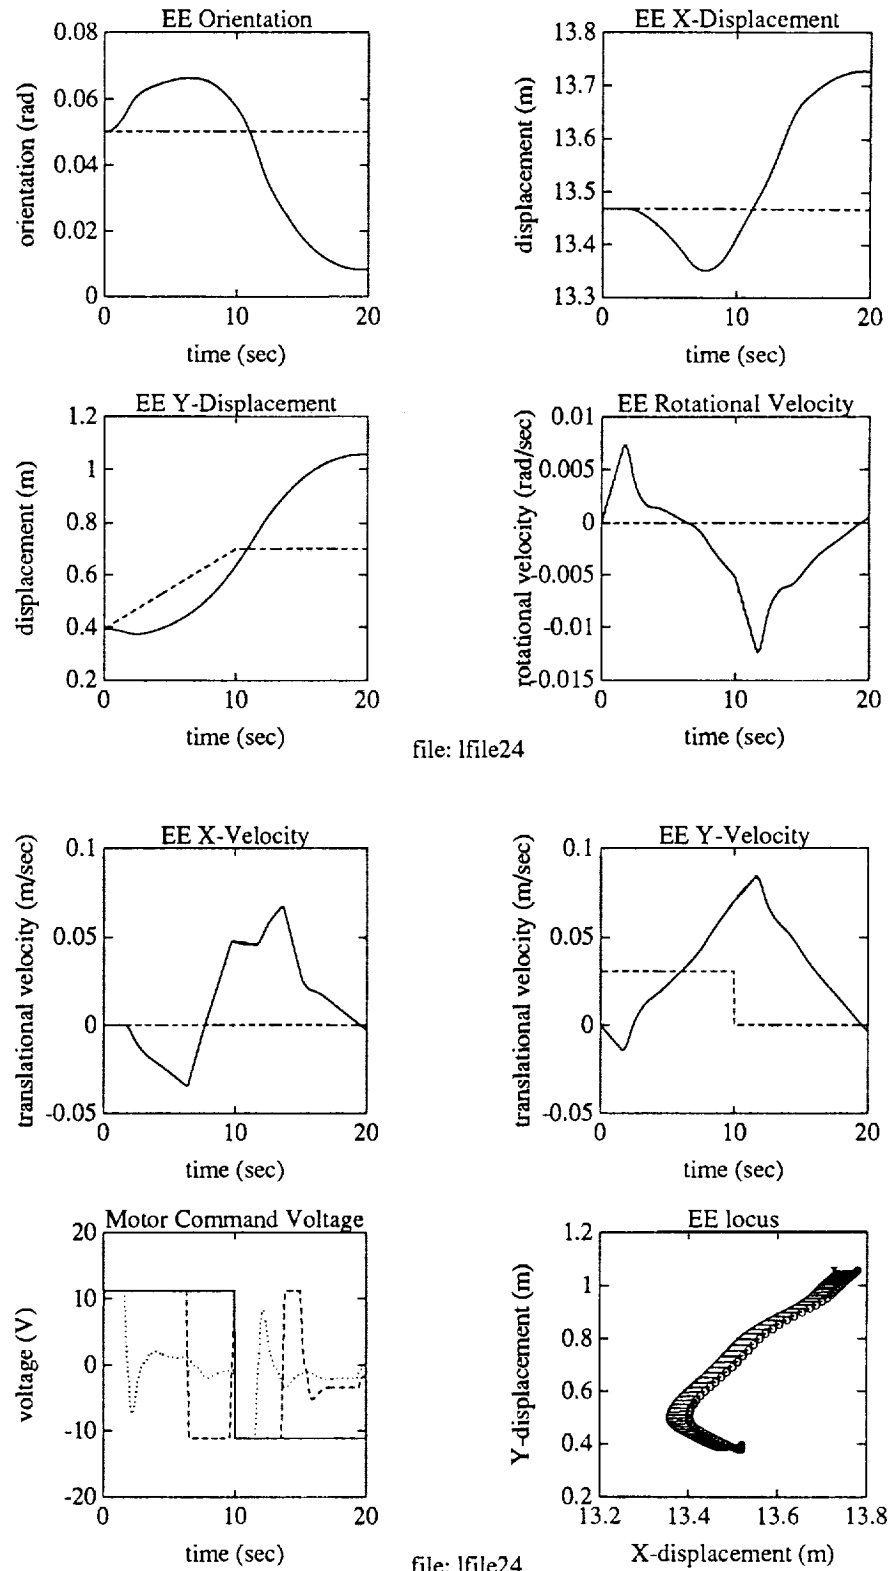 EE Orientation
0.08
0.06
0.04
0.02
0
orientation (rad)
0
10
20
time (sec)
EE X-Displacement
13.8
13.7
13.6
13.5
13.4
13.3
displacement (m)
0
10
20
time (sec)
EE Y-Displacement
1.2
1
0.8
0.6
0.4
0.2
displacement (m)
0
10
20
time (sec)
EE Rotational Velocity
0.01
0.005
0
-0.005
-0.01
-0.015
rotational velocity (rad/sec)
0
10
20
time (sec)
file: lfile24
EE X-Velocity
0.1
0.05
0
-0.05
translational velocity (m/sec)
0
10
20
time (sec)
EE Y-Velocity
0.1
0.05
0
-0.05
translational velocity (m/sec)
0
10
20
time (sec)
Motor Command Voltage
20
10
0
-10
-20
voltage (V)
0
10
20
time (sec)
EE locus
1.2
1
0.8
0.6
0.4
0.2
Y-displacement (m)
13.2
13.4
13.6
13.8
X-displacement (m)
file: lfile24